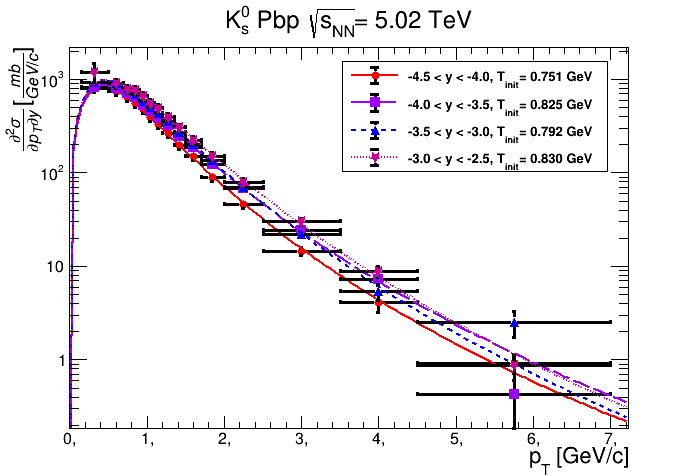 K⁰ₛ Pbp √sNN = 5.02 TeV
∂²σ/∂pT∂y [mb/GeV/c]
-4.5 < y < -4.0, Tinit = 0.751 GeV
-4.0 < y < -3.5, Tinit = 0.825 GeV
-3.5 < y < -3.0, Tinit = 0.792 GeV
-3.0 < y < -2.5, Tinit = 0.830 GeV
10³
10²
10
1
0, 1, 2, 3, 4, 5, 6, 7,
pT [GeV/c]